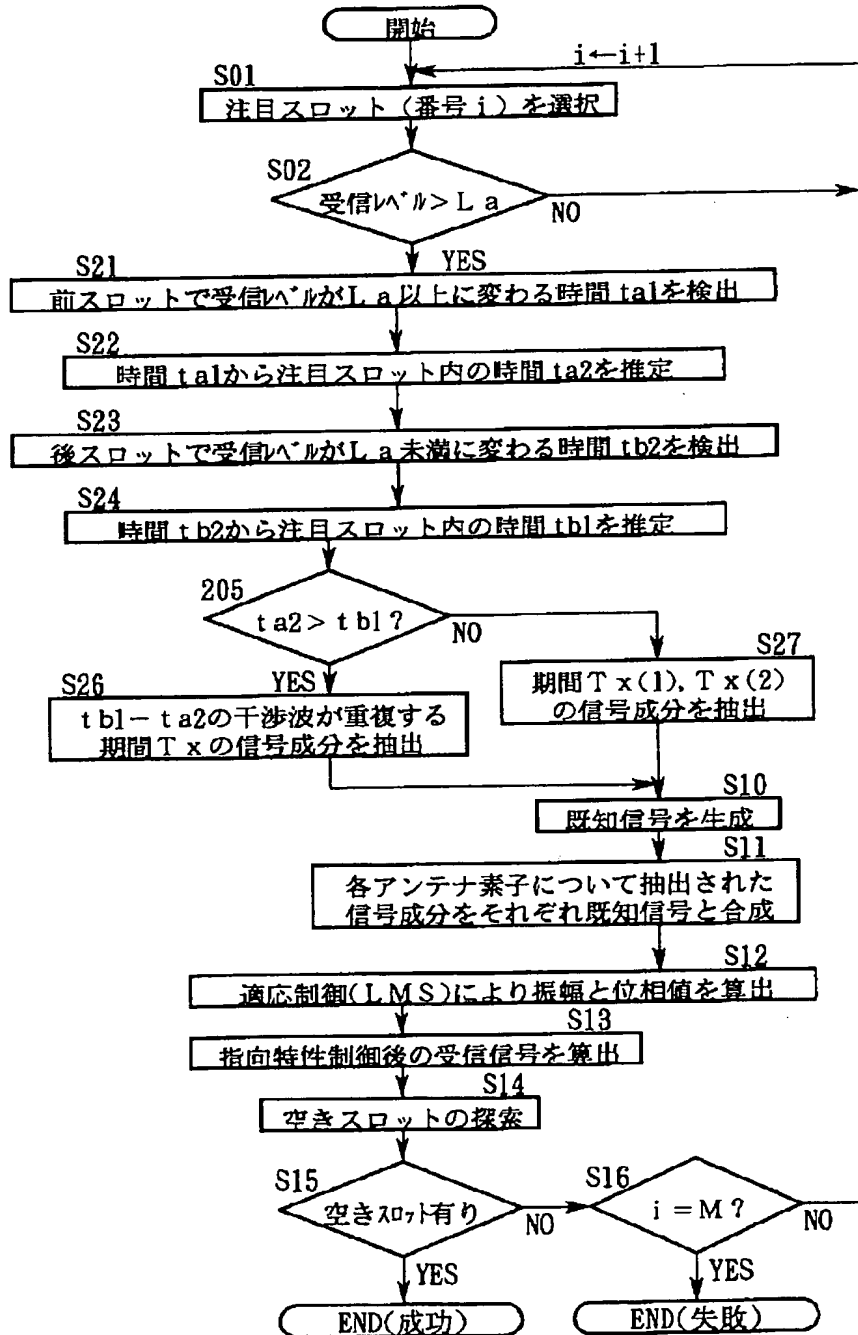 開始
i←i+1
S01
注目スロット(番号i)を選択
S02
受信レベル>La
NO
YES
S21
前スロットで受信レベルがLa以上に変わる時間ta1を検出
S22
時間ta1から注目スロット内の時間ta2を推定
S23
後スロットで受信レベルがLa未満に変わる時間tb2を検出
S24
時間tb2から注目スロット内の時間tb1を推定
205
ta2>tb1?
NO
YES
S27
期間Tx(1),Tx(2)
の信号成分を抽出
S26
tb1-ta2の干渉波が重複する
期間Txの信号成分を抽出
S10
既知信号を生成
S11
各アンテナ素子について抽出された
信号成分をそれぞれ既知信号と合成
S12
適応制御(LMS)により振幅と位相値を算出
S13
指向特性制御後の受信信号を算出
S14
空きスロットの探索
S15
空きスロット有り
NO
YES
S16
i=M?
NO
YES
END(成功)
END(失敗)